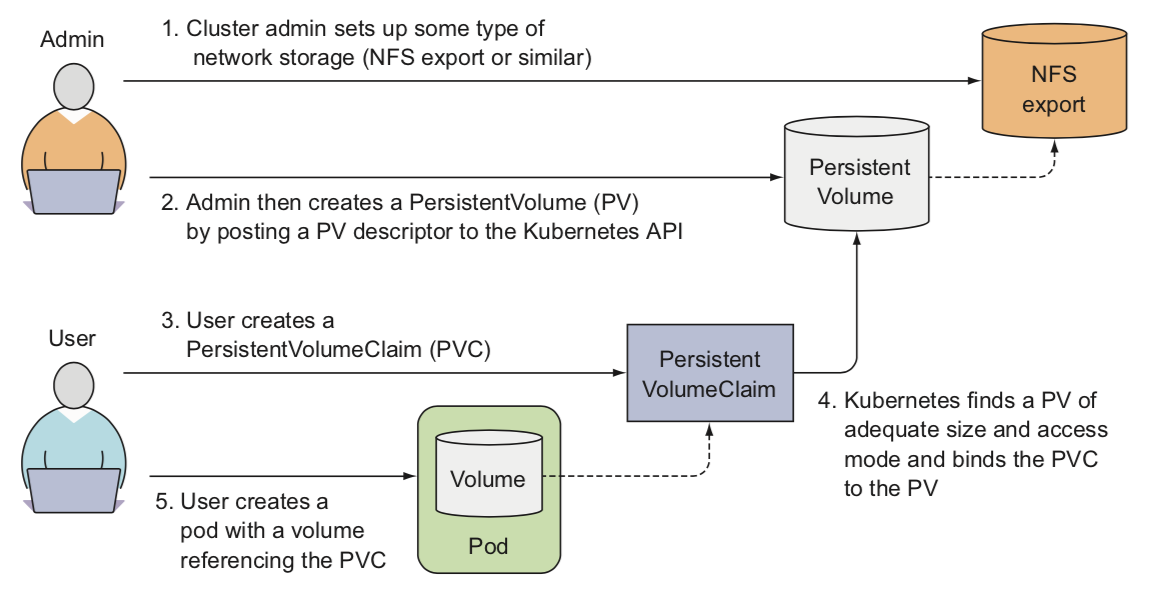 Admin
1. Cluster admin sets up some type of
network storage (NFS export or similar)
NFS
export
Persistent
Volume
2. Admin then creates a PersistentVolume (PV)
by posting a PV descriptor to the Kubernetes API
User
3. User creates a
PersistentVolumeClaim (PVC)
Persistent
VolumeClaim
4. Kubernetes finds a PV of
adequate size and access
mode and binds the PVC
to the PV
Volume
Pod
5. User creates a
pod with a volume
referencing the PVC